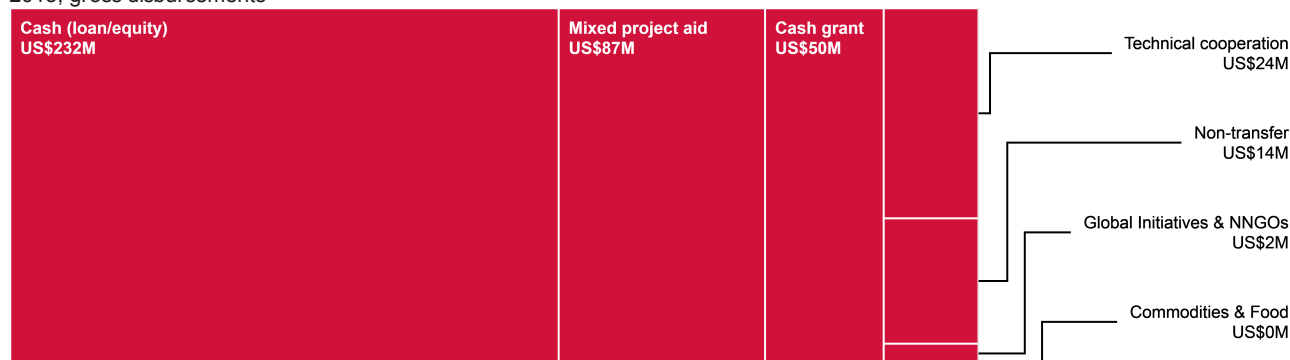 Cash (loan/equity)
US$232M
Mixed project aid
US$87M
Cash grant
US$50M
Technical cooperation
US$24M
Non-transfer
US$14M
Global Initiatives & NNGOs
US$2M
Commodities & Food
US$0M